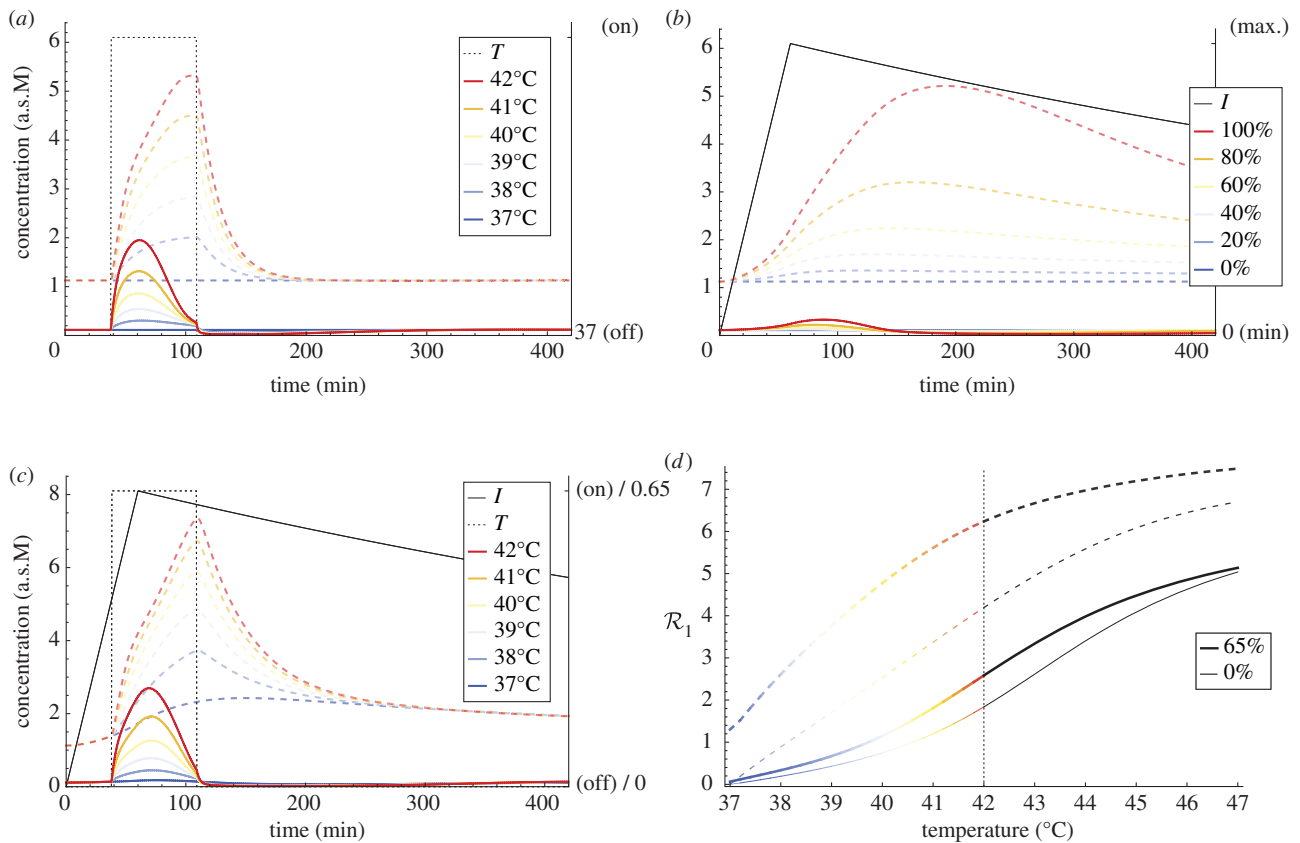 (a)
(on)
concentration (a.s.M)
6
5
4
3
2
1
0
100
200
300
400
time (min)
37 (off)
T
42°C
41°C
40°C
39°C
38°C
37°C
(b)
(max.)
6
5
4
3
2
1
0
100
200
300
400
time (min)
0 (min)
I
100%
80%
60%
40%
20%
0%
(c)
(on) / 0.65
concentration (a.s.M)
8
6
4
2
0
0
100
200
300
400
time (min)
(off) / 0
I
T
42°C
41°C
40°C
39°C
38°C
37°C
(d)
R1
7
6
5
4
3
2
1
0
37
38
39
40
41
42
43
44
45
46
47
temperature (°C)
65%
0%